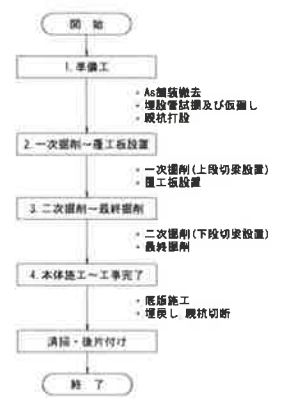 開 始
1.準備工
・As舗装撤去
・埋設管試掘及び仮廻し
・親杭打設
2.一次掘削～覆工板設置
・一次掘削(上段切梁設置)
・覆工板設置
3.二次掘削～最終掘削
・二次掘削(下段切梁設置)
・最終掘削
4.本体施工～工事完了
・底版施工
・埋戻し 親杭切断
清掃・後片付け
終 了